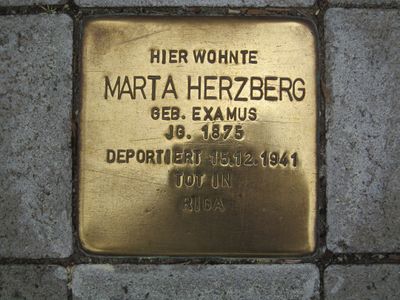 HIER WOHNTE
MARTA HERZBERG
GEB. EXAMUS
JG. 1875
DEPORTIERT 15.12.1941
TOT IN
RIGA